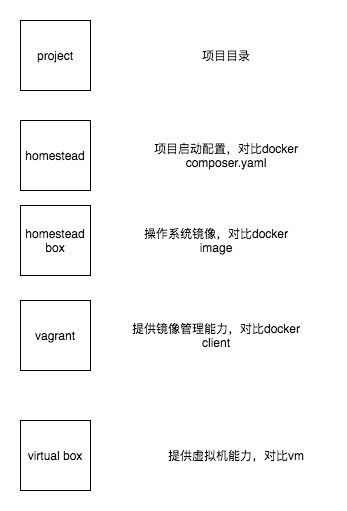 project
项目目录
homestead
项目启动配置，对比docker
composer.yaml
homestead
box
操作系统镜像，对比docker
image
vagrant
提供镜像管理能力，对比docker
client
virtual box
提供虚拟机能力，对比vm